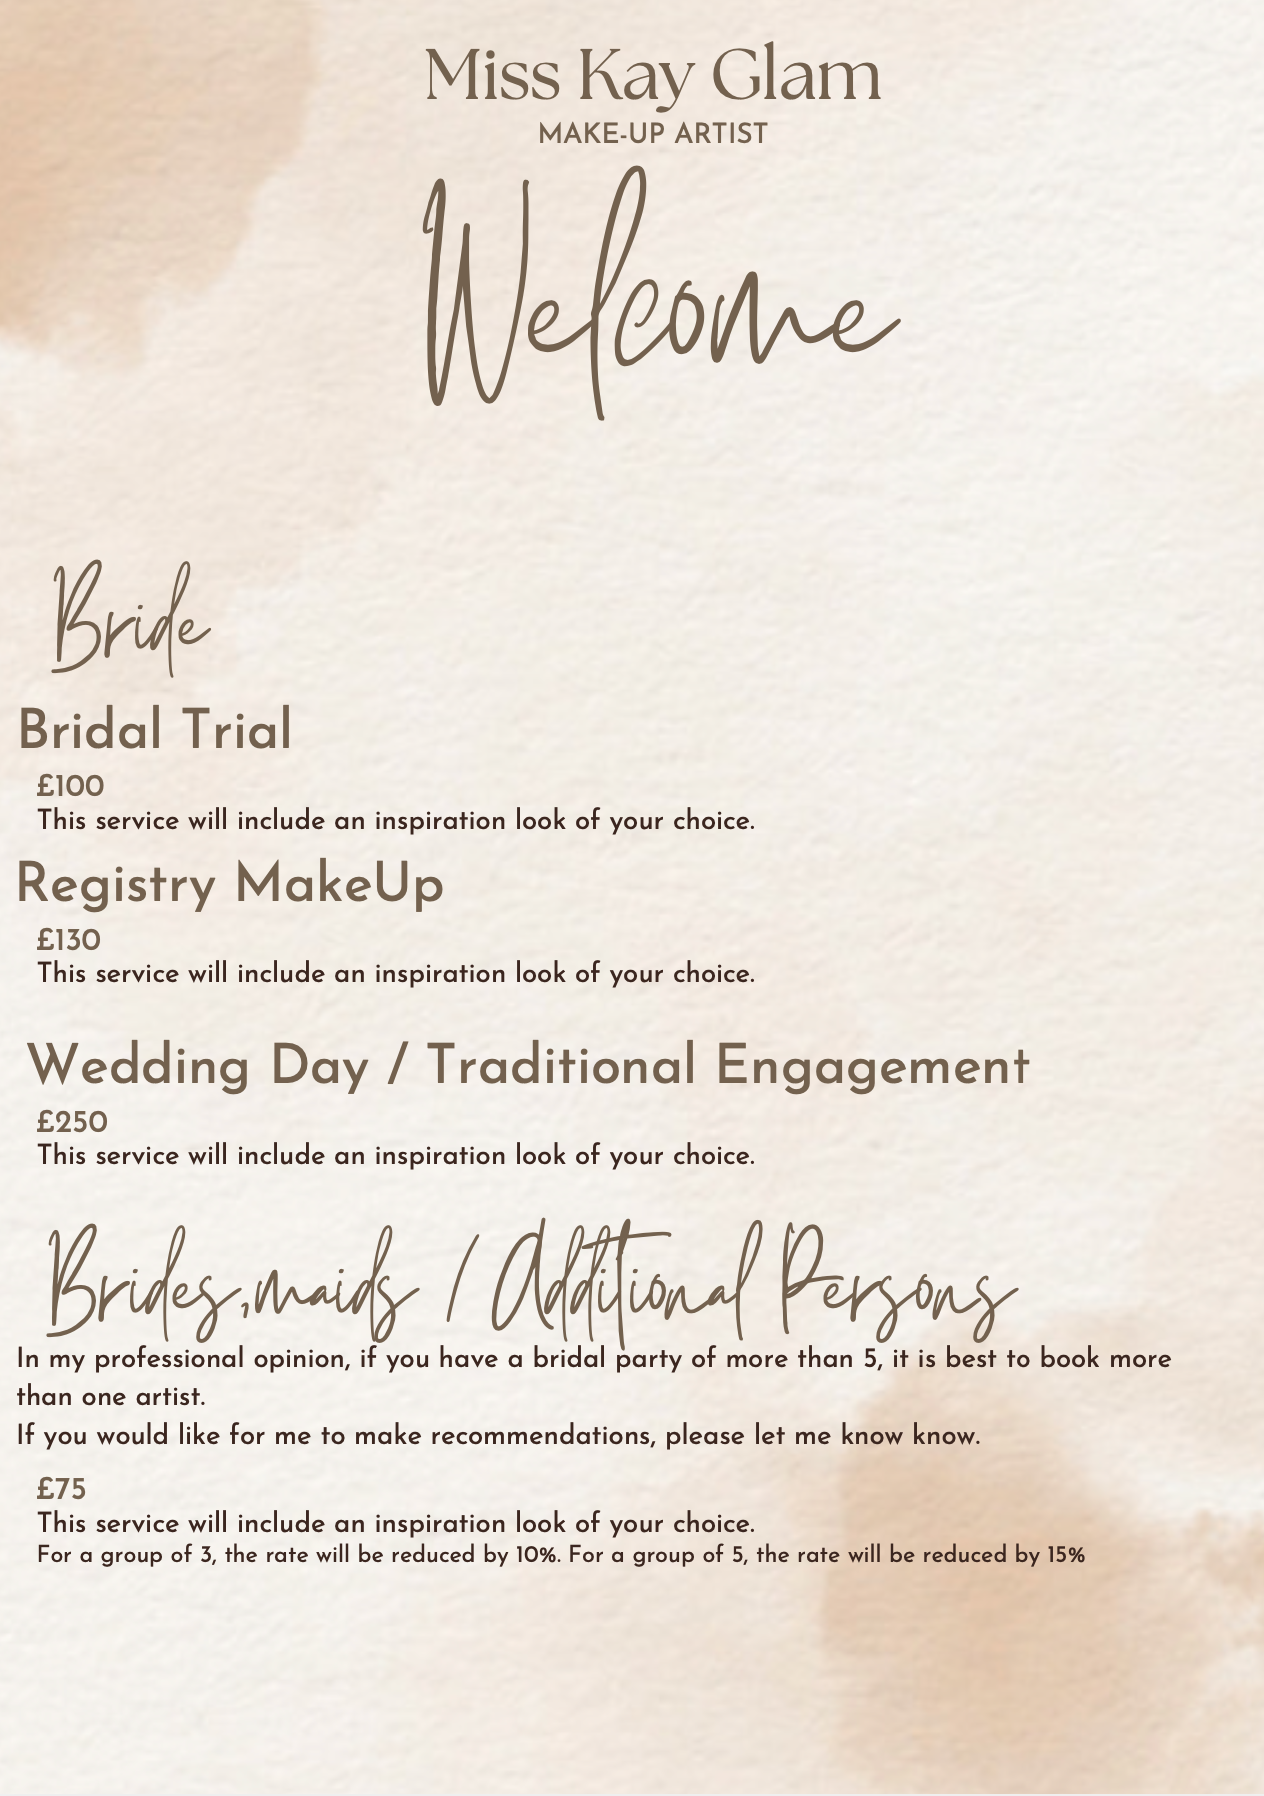 Miss Kay Glam
MAKE-UP ARTIST
Welcome
Bride
Bridal Trial
£100
This service will include an inspiration look of your choice.
Registry MakeUp
£130
This service will include an inspiration look of your choice.
Wedding Day / Traditional Engagement
£250
This service will include an inspiration look of your choice.
Brides,maids / Additional Persons
In my professional opinion, if you have a bridal party of more than 5, it is best to book more
than one artist.
If you would like for me to make recommendations, please let me know know.
£75
This service will include an inspiration look of your choice.
For a group of 3, the rate will be reduced by 10%. For a group of 5, the rate will be reduced by 15%